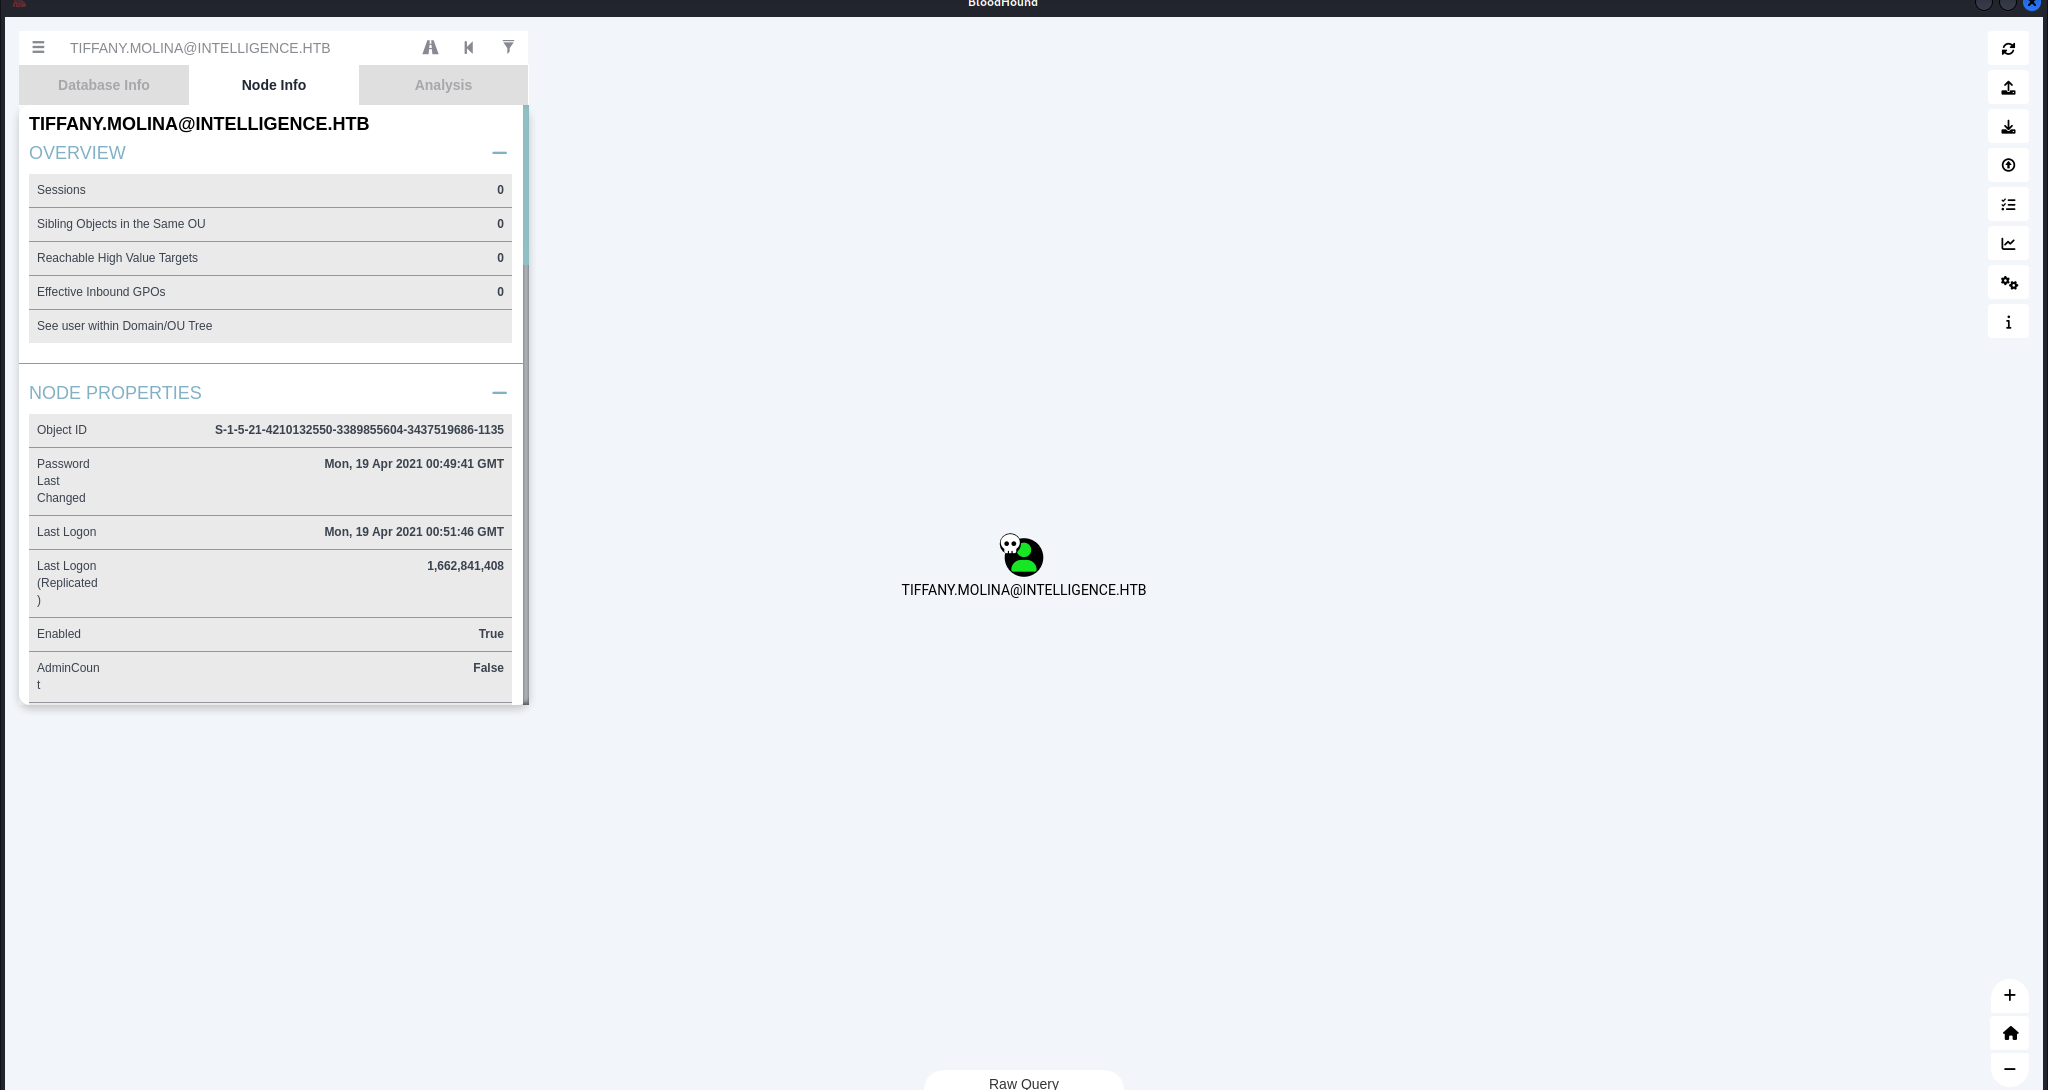 BloodHound
TIFFANY.MOLINA@INTELLIGENCE.HTB
Database Info
Node Info
Analysis
TIFFANY.MOLINA@INTELLIGENCE.HTB
OVERVIEW
Sessions 0
Sibling Objects in the Same OU 0
Reachable High Value Targets 0
Effective Inbound GPOs 0
See user within Domain/OU Tree
NODE PROPERTIES
Object ID S-1-5-21-4210132550-3389855604-3437519686-1135
Password Mon, 19 Apr 2021 00:49:41 GMT
Last
Changed
Last Logon Mon, 19 Apr 2021 00:51:46 GMT
Last Logon 1,662,841,408
(Replicated
)
Enabled True
AdminCoun False
t
TIFFANY.MOLINA@INTELLIGENCE.HTB
Raw Query